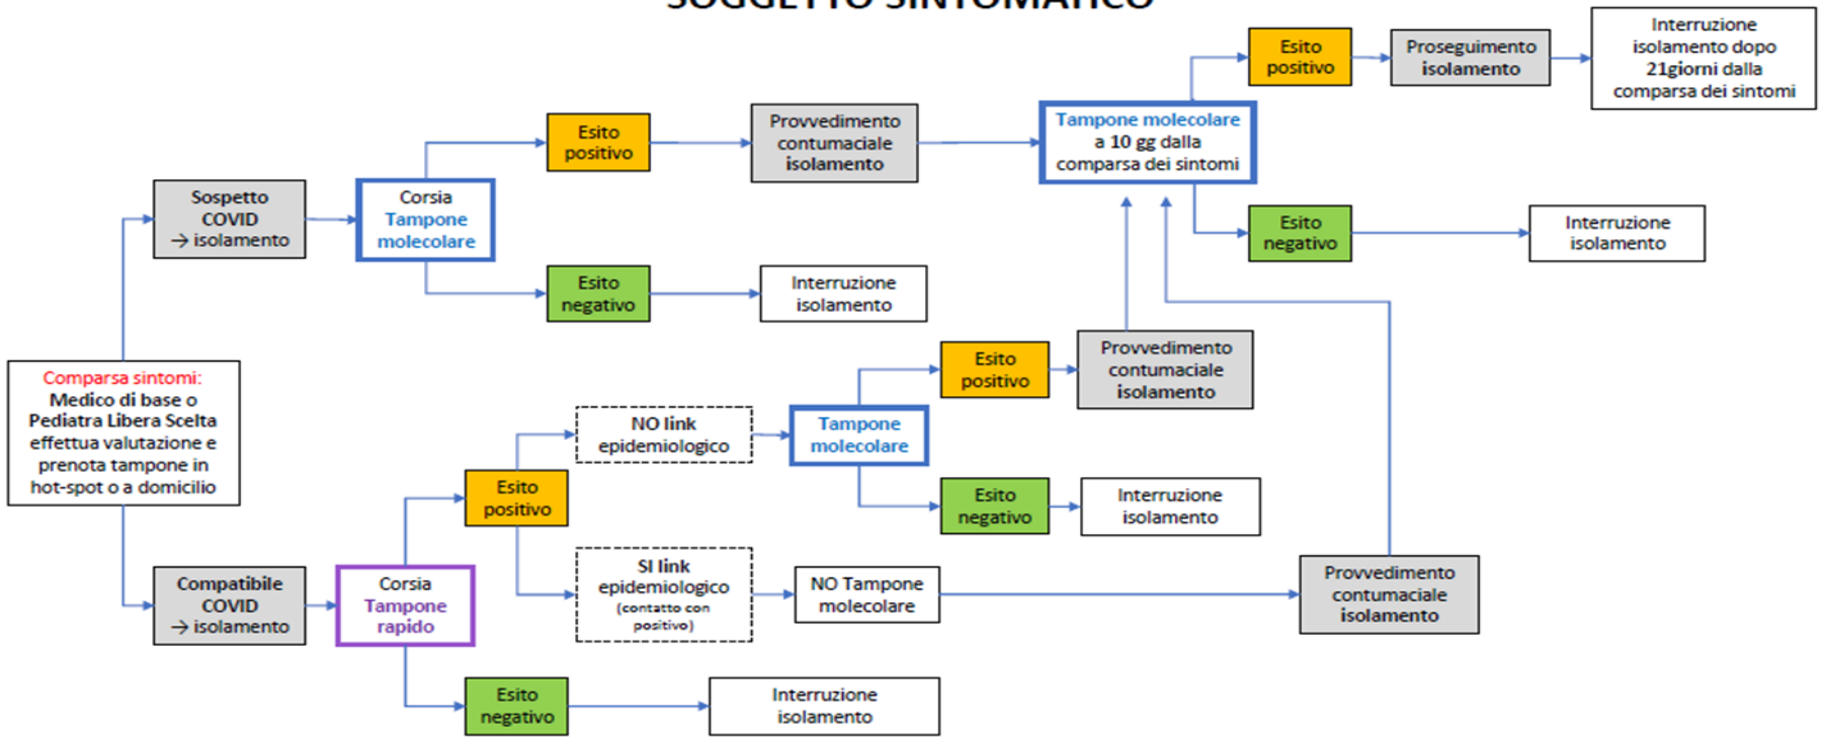 SOGGETTO SINTOMATICO
Esito
positivo
Proseguimento
isolamento
Interruzione
isolamento dopo
21giorni dalla
comparsa dei sintomi
Esito
positivo
Provvedimento
contumaciale
isolamento
Tampone molecolare
a 10 gg dalla
comparsa dei sintomi
Sospetto
COVID
→ isolamento
Corsia
Tampone
molecolare
Esito
negativo
Interruzione
isolamento
Esito
negativo
Interruzione
isolamento
Comparsa sintomi:
Medico di base o
Pediatra Libera Scelta
effettua valutazione e
prenota tampone in
hot-spot o a domicilio
Esito
positivo
Provvedimento
contumaciale
isolamento
NO link
epidemiologico
Tampone
molecolare
Esito
positivo
Esito
negativo
Interruzione
isolamento
Compatibile
COVID
→ isolamento
Corsia
Tampone
rapido
SI link
epidemiologico
(contatto con
positivo)
NO Tampone
molecolare
Provvedimento
contumaciale
isolamento
Esito
negativo
Interruzione
isolamento